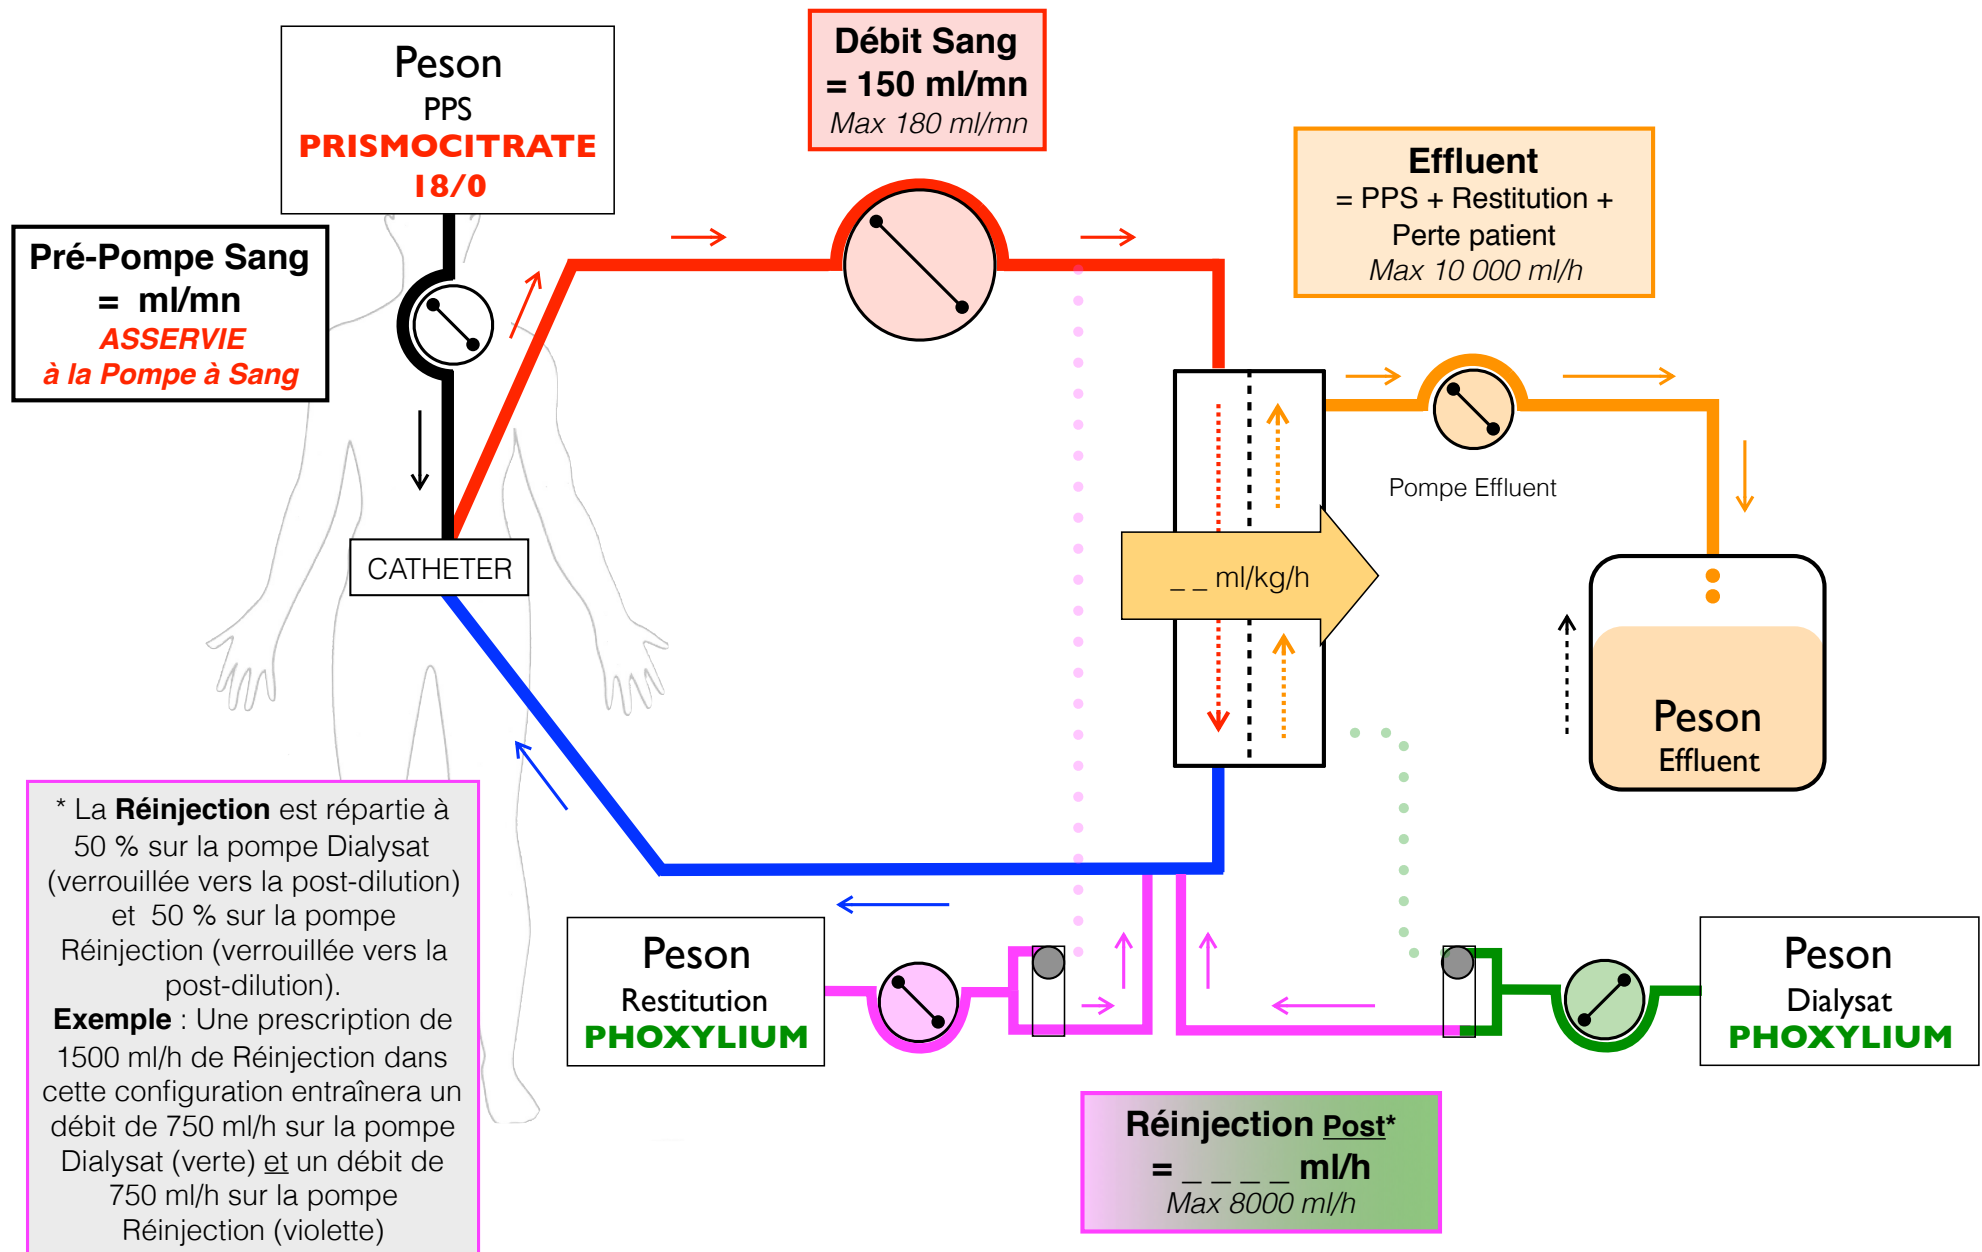 Peson
PPS
PRISMOCITRATE
18/0
Débit Sang
= 150 ml/mn
Max 180 ml/mn
Effluent
= PPS + Restitution +
Perte patient
Max 10 000 ml/h
Pré-Pompe Sang
= ml/mn
ASSERVIE
à la Pompe à Sang
Pompe Effluent
CATHETER
_ _ ml/kg/h
Peson
Effluent
* La Réinjection est répartie à
50 % sur la pompe Dialysat
(verrouillée vers la post-dilution)
et 50 % sur la pompe
Réinjection (verrouillée vers la
post-dilution).
Exemple : Une prescription de
1500 ml/h de Réinjection dans
cette configuration entraînera un
débit de 750 ml/h sur la pompe
Dialysat (verte) et un débit de
750 ml/h sur la pompe
Réinjection (violette)
Peson
Restitution
PHOXYLIUM
Peson
Dialysat
PHOXYLIUM
Réinjection Post*
= _ _ _ _ ml/h
Max 8000 ml/h